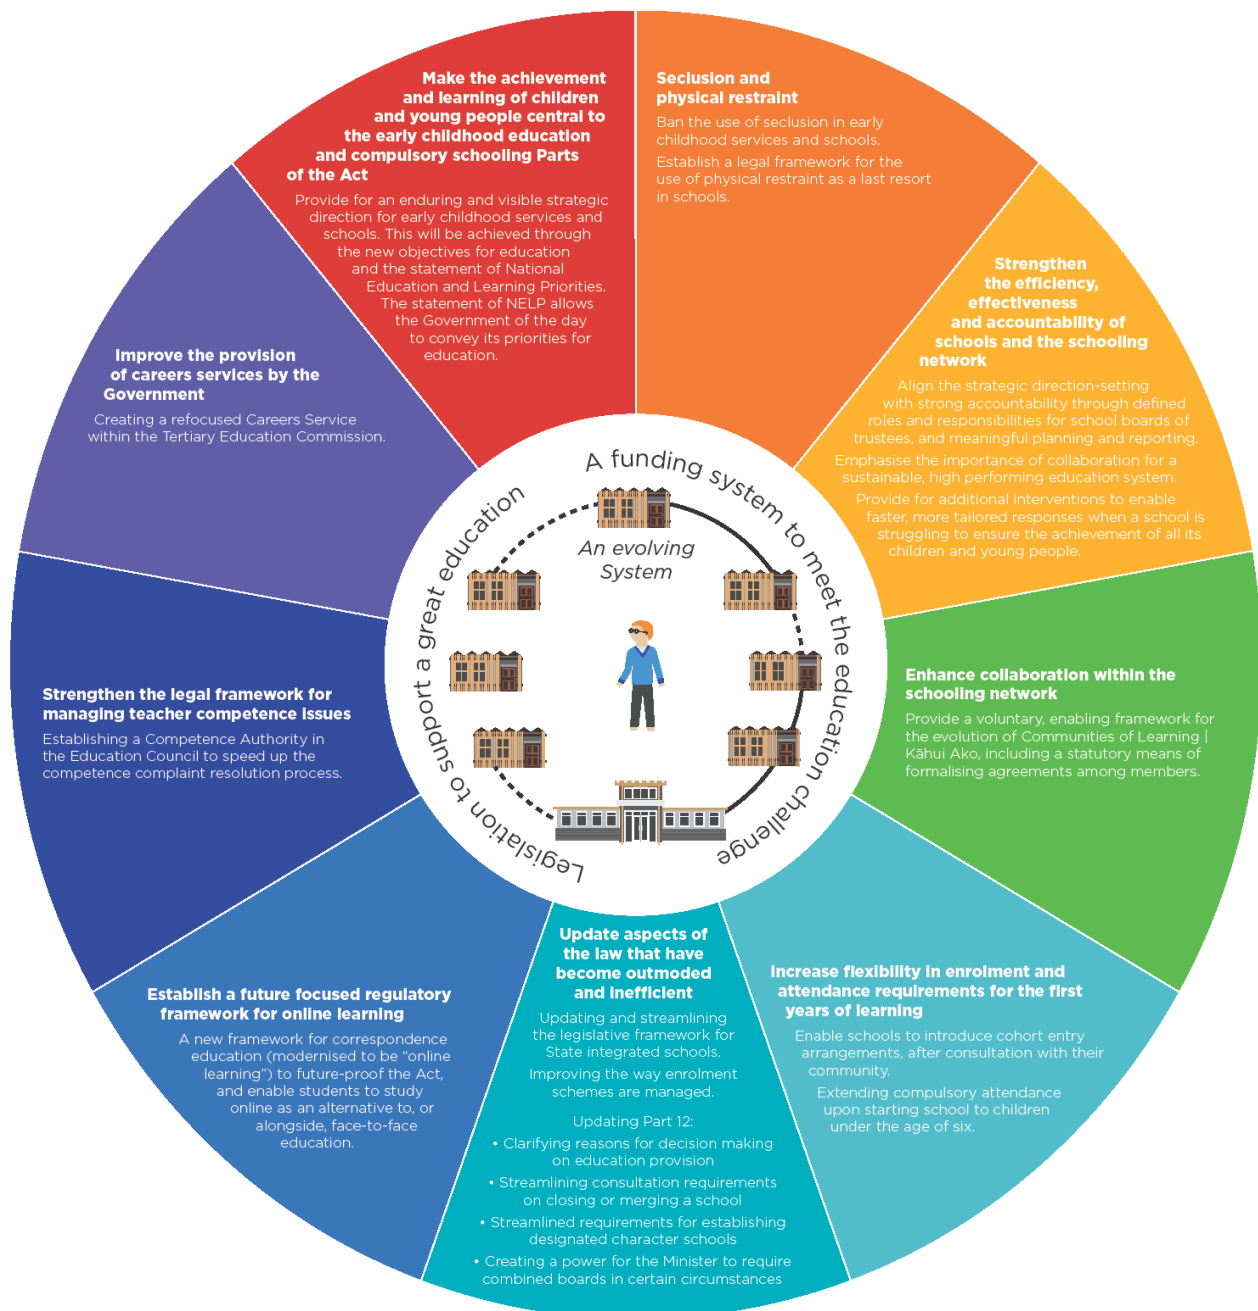 Make the achievement
and learning of children
and young people central to
the early childhood education
and compulsory schooling Parts
of the Act
Provide for an enduring and visible strategic
direction for early childhood services and
schools. This will be achieved through
the new objectives for education
and the statement of National
Education and Learning Priorities.
The statement of NELP allows
the Government of the day
to convey its priorities for
education.
Seclusion and
physical restraint
Ban the use of seclusion in early
childhood services and schools.
Establish a legal framework for the
use of physical restraint as a last resort
in schools.
Strengthen
the efficiency,
effectiveness
and accountability of
schools and the schooling
network
Align the strategic direction-setting
with strong accountability through defined
roles and responsibilities for school boards of
trustees, and meaningful planning and reporting.
Emphasise the importance of collaboration for a
sustainable, high performing education system.
Provide for additional interventions to enable
faster, more tailored responses when a school is
struggling to ensure the achievement of all its
children and young people.
Enhance collaboration within the
schooling network
Provide a voluntary, enabling framework for
the evolution of Communities of Learning |
Kāhui Ako, including a statutory means of
formalising agreements among members.
Increase flexibility in enrolment and
attendance requirements for the first
years of learning
Enable schools to introduce cohort entry
arrangements, after consultation with their
community.
Extending compulsory attendance
upon starting school to children
under the age of six.
Update aspects of
the law that have
become outmoded
and inefficient
Updating and streamlining
the legislative framework for
State integrated schools.
Improving the way enrolment
schemes are managed.
Updating Part 12:
• Clarifying reasons for decision making
on education provision
• Streamlining consultation requirements
on closing or merging a school
• Streamlined requirements for establishing
designated character schools
• Creating a power for the Minister to require
combined boards in certain circumstances
Establish a future focused regulatory
framework for online learning
A new framework for correspondence
education (modernised to be "online
learning") to future-proof the Act,
and enable students to study
online as an alternative to, or
alongside, face-to-face
education.
Strengthen the legal framework for
managing teacher competence issues
Establishing a Competence Authority in
the Education Council to speed up the
competence complaint resolution process.
Improve the provision
of careers services by the
Government
Creating a refocused Careers Service
within the Tertiary Education Commission.
A funding system to meet the education challenge
Legislation to support a great education
An evolving
System